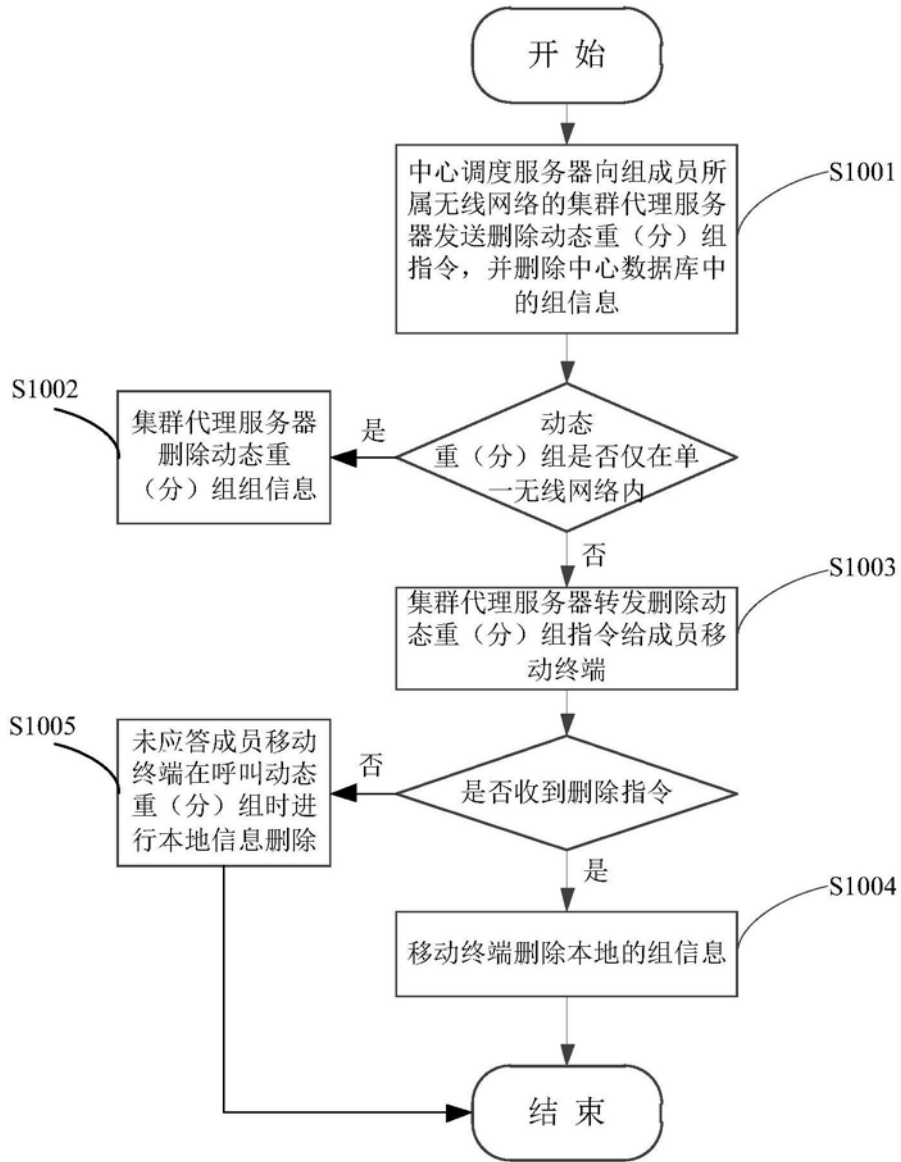 开 始
中心调度服务器向组成员所
属无线网络的集群代理服务
器发送删除动态重（分）组
指令，并删除中心数据库中
的组信息
S1001
S1002
集群代理服务器
删除动态重
（分）组组信息
是
动态
重（分）组是否仅在单
一无线网络内
否
S1003
集群代理服务器转发删除动
态重（分）组指令给成员移
动终端
S1005
未应答成员移动
终端在呼叫动态
重（分）组时进
行本地信息删除
否
是否收到删除指令
是
S1004
移动终端删除本地的组信息
结 束